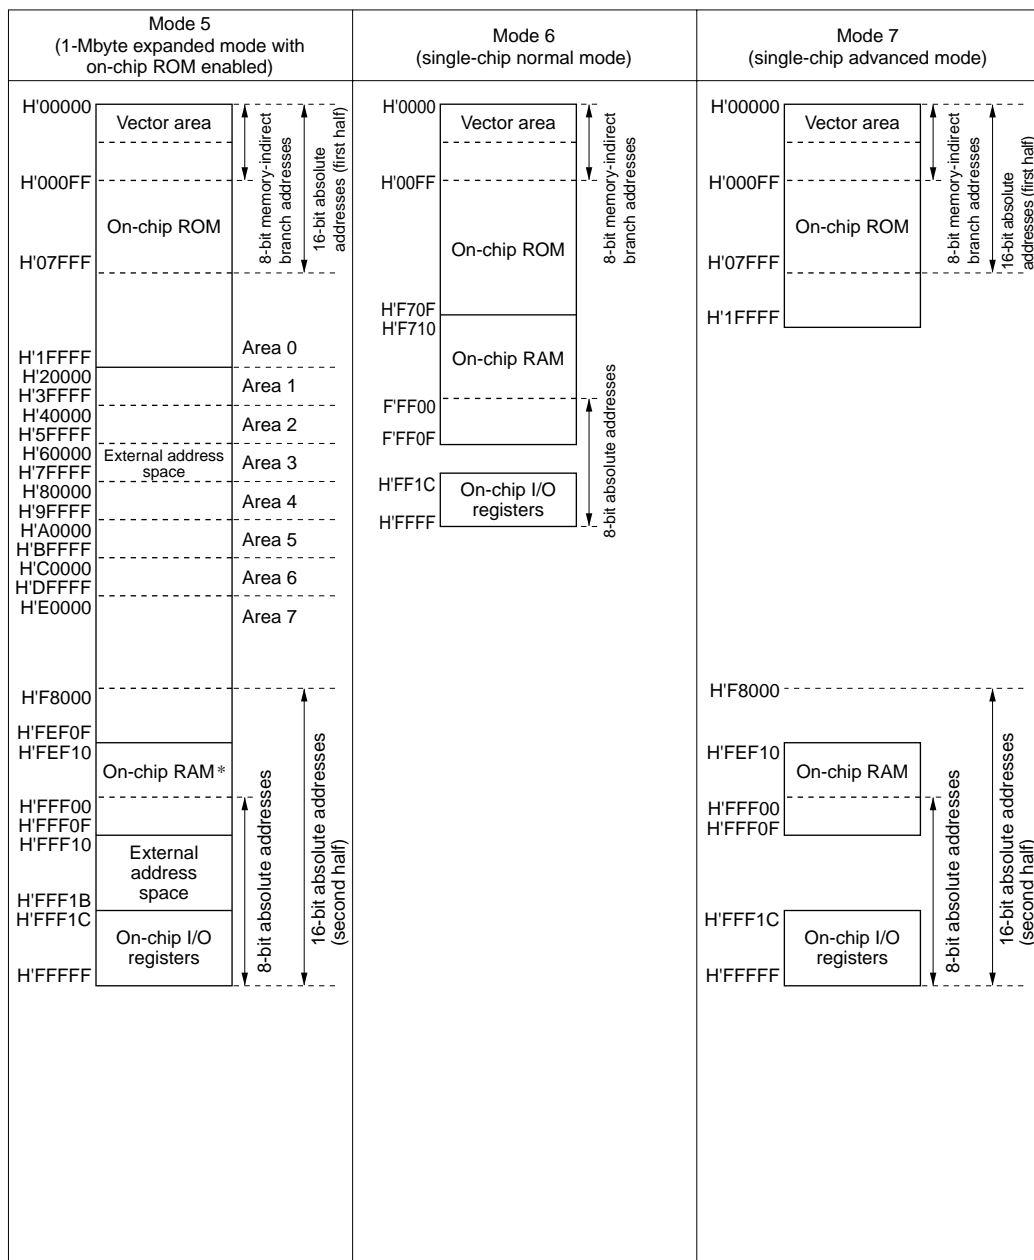 Mode 5
(1-Mbyte expanded mode with
on-chip ROM enabled)
H'00000
Vector area
H'000FF
On-chip ROM
H'07FFF
8-bit memory-indirect
branch addresses
16-bit absolute
addresses (first half)
H'1FFFF
Area 0
H'20000
H'3FFFF
Area 1
H'40000
H'5FFFF
Area 2
H'60000
H'7FFFF
External address
space
Area 3
H'80000
H'9FFFF
Area 4
H'A0000
H'BFFFF
Area 5
H'C0000
H'DFFFF
Area 6
H'E0000
Area 7
H'F8000
H'FEF0F
H'FEF10
On-chip RAM*
H'FFF00
H'FFF0F
H'FFF10
External
address
space
H'FFF1B
H'FFF1C
On-chip I/O
registers
H'FFFFF
8-bit absolute addresses
16-bit absolute addresses
(second half)
Mode 6
(single-chip normal mode)
H'0000
Vector area
H'00FF
On-chip ROM
8-bit memory-indirect
branch addresses
H'F70F
H'F710
On-chip RAM
F'FF00
F'FF0F
H'FF1C
On-chip I/O
registers
H'FFFF
8-bit absolute addresses
Mode 7
(single-chip advanced mode)
H'00000
Vector area
H'000FF
On-chip ROM
H'07FFF
8-bit memory-indirect
branch addresses
16-bit absolute
addresses (first half)
H'1FFFF
H'F8000
H'FEF10
On-chip RAM
H'FFF00
H'FFF0F
H'FFF1C
On-chip I/O
registers
H'FFFFF
8-bit absolute addresses
16-bit absolute addresses
(second half)